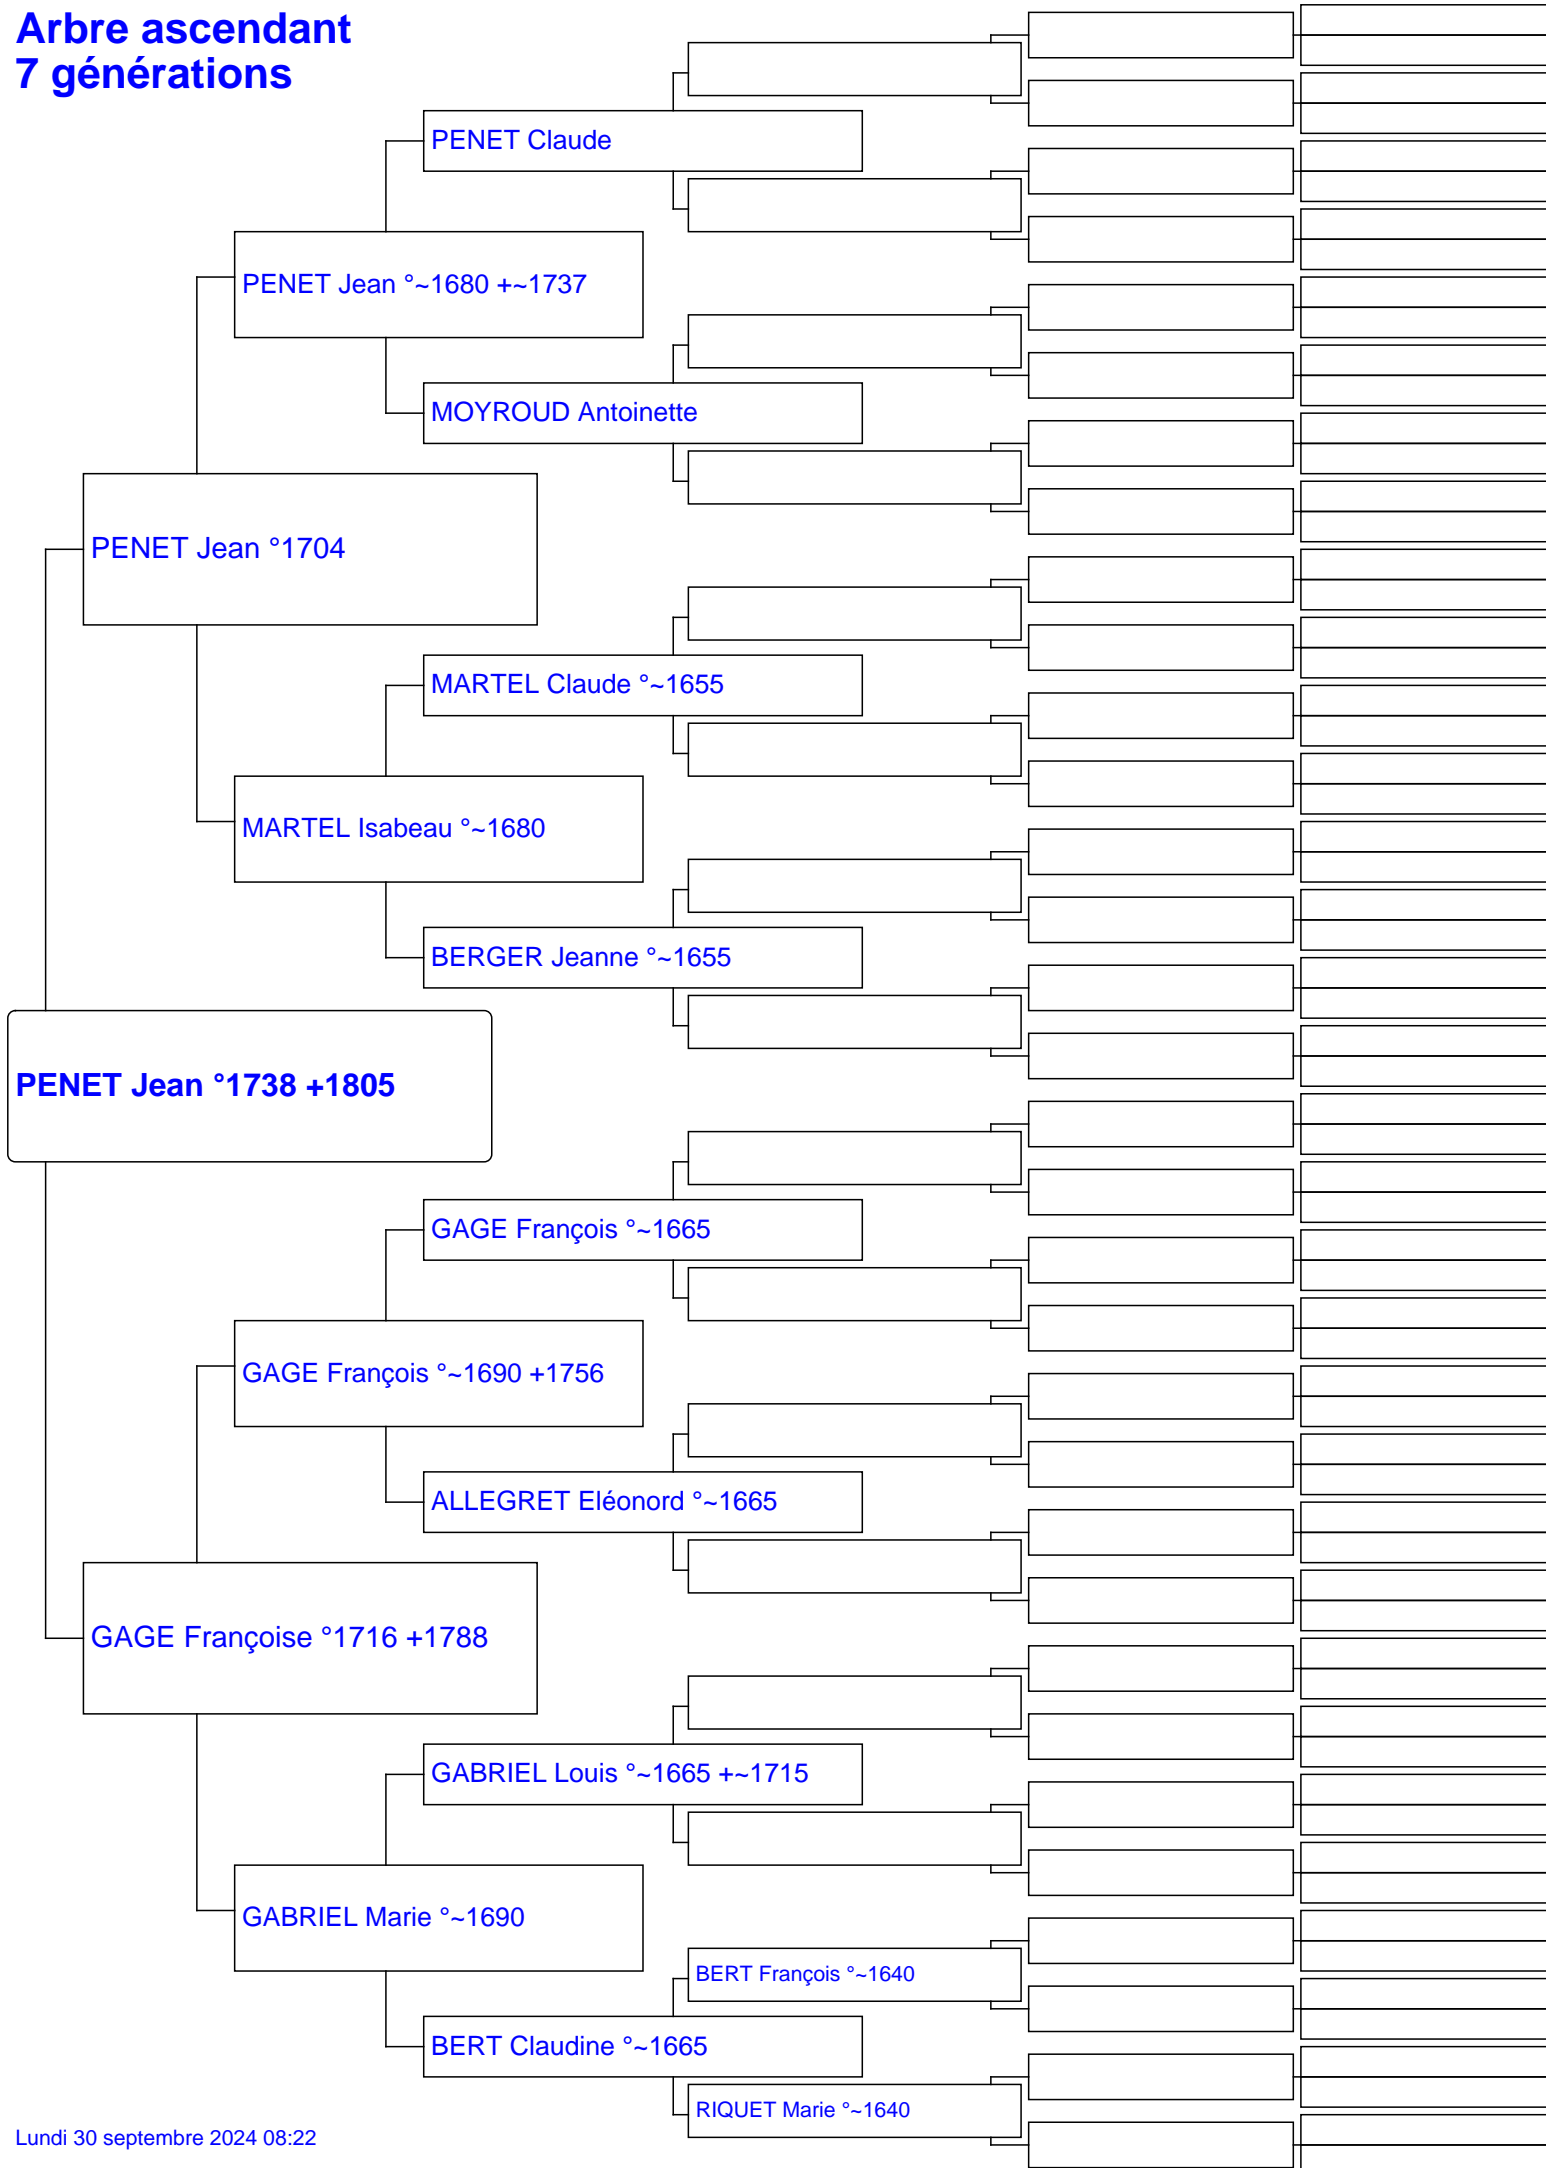 Arbre ascendant
7 générations
PENET Claude
PENET Jean °~1680 +~1737
MOYROUD Antoinette
PENET Jean °1704
MARTEL Claude °~1655
MARTEL Isabeau °~1680
BERGER Jeanne °~1655
PENET Jean °1738 +1805
GAGE François °~1665
GAGE François °~1690 +1756
ALLEGRET Eléonord °~1665
GAGE Françoise °1716 +1788
GABRIEL Louis °~1665 +~1715
GABRIEL Marie °~1690
BERT François °~1640
BERT Claudine °~1665
RIQUET Marie °~1640
Lundi 30 septembre 2024 08:22